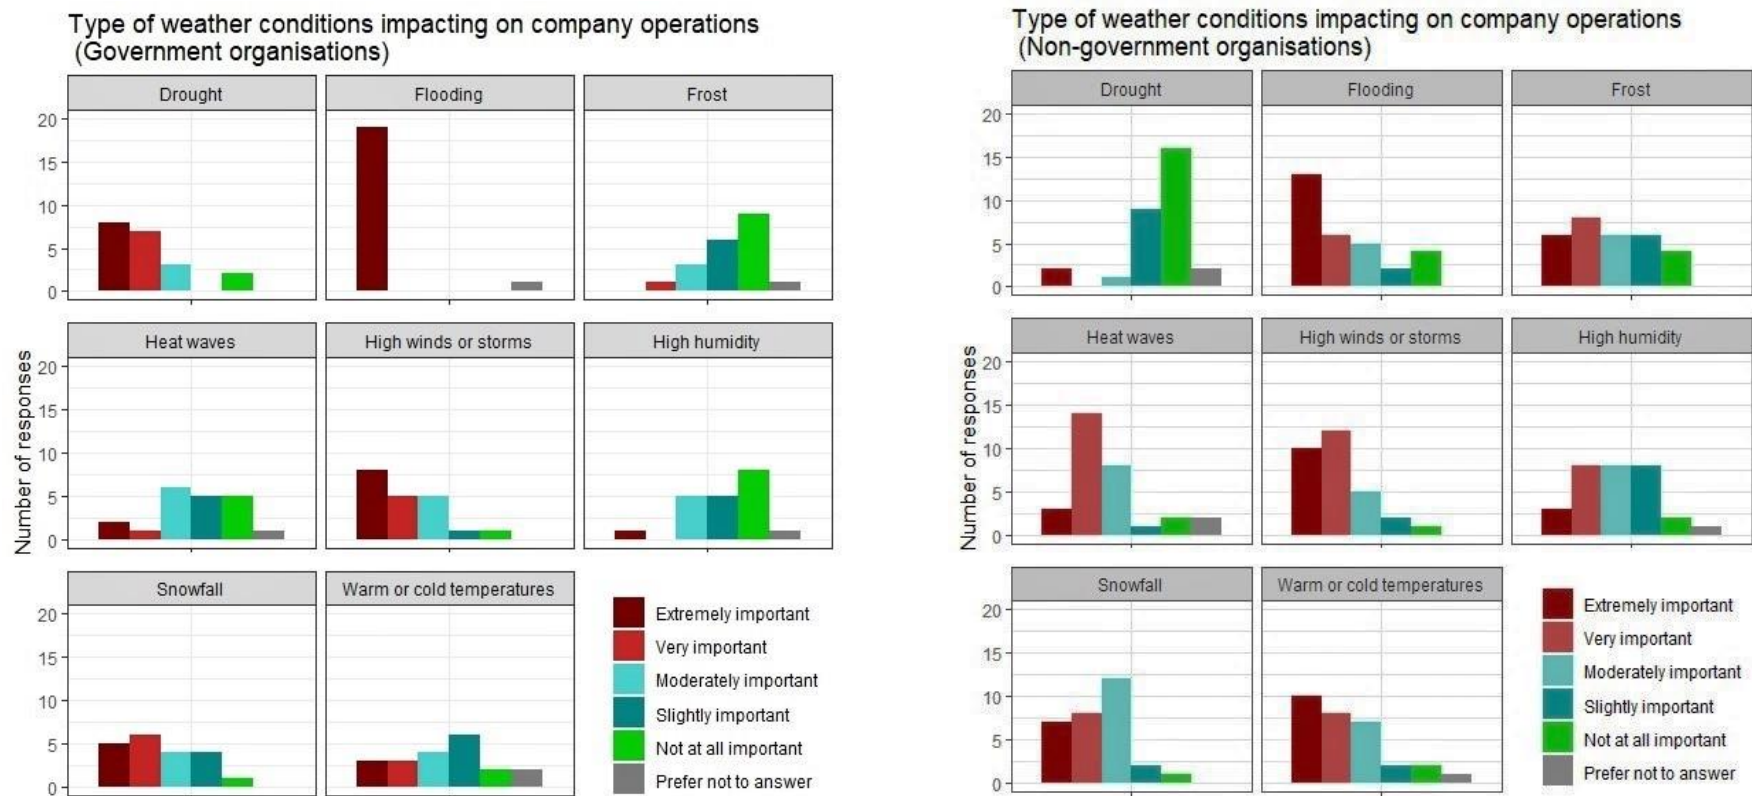 Type of weather conditions impacting on company operations
(Government organisations)
Drought Flooding Frost
20
15
10
5
0
Heat waves High winds or storms High humidity
Number of responses
20
15
10
5
0
Snowfall Warm or cold temperatures
20
15
10
5
0
Extremely important
Very important
Moderately important
Slightly important
Not at all important
Prefer not to answer
Type of weather conditions impacting on company operations
(Non-government organisations)
Drought Flooding Frost
20
15
10
5
0
Heat waves High winds or storms High humidity
Number of responses
20
15
10
5
0
Snowfall Warm or cold temperatures
20
15
10
5
0
Extremely important
Very important
Moderately important
Slightly important
Not at all important
Prefer not to answer